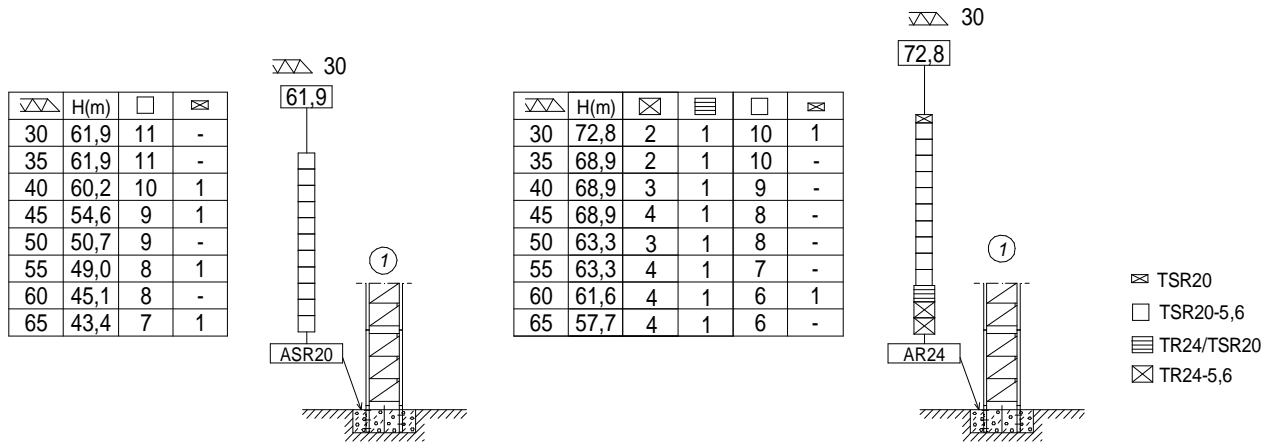 30
61,9
H(m)
30 61,9 11 -
35 61,9 11 -
40 60,2 10 1
45 54,6 9 1
50 50,7 9 -
55 49,0 8 1
60 45,1 8 -
65 43,4 7 1
1
ASR20
30
72,8
H(m)
30 72,8 2 1 10 1
35 68,9 2 1 10 -
40 68,9 3 1 9 -
45 68,9 4 1 8 -
50 63,3 3 1 8 -
55 63,3 4 1 7 -
60 61,6 4 1 6 1
65 57,7 4 1 6 -
1
AR24
TSR20
TSR20-5,6
TR24/TSR20
TR24-5,6